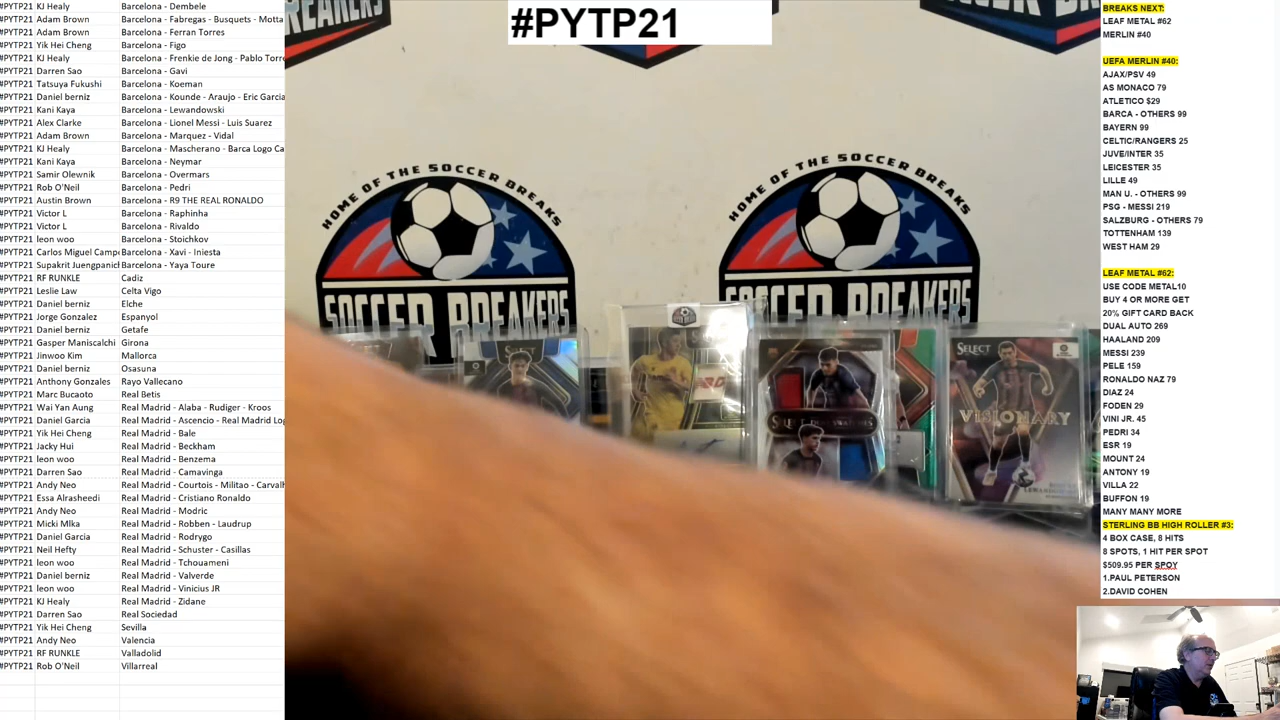 #PYTP21 KJ Healy Barcelona - Dembele
#PYTP21 Adam Brown Barcelona - Fabregas - Busquets - Motta
#PYTP21 Adam Brown Barcelona - Ferran Torres
#PYTP21 Yik Hei Cheng Barcelona - Figo
#PYTP21 KJ Healy Barcelona - Frenkie de Jong - Pablo Torre
#PYTP21 Darren Sao Barcelona - Gavi
#PYTP21 Tatsuya Fukushi Barcelona - Koeman
#PYTP21 Daniel berniz Barcelona - Kounde - Araujo - Eric Garcia
#PYTP21 Kani Kaya Barcelona - Lewandowski
#PYTP21 Alex Clarke Barcelona - Lionel Messi - Luis Suarez
#PYTP21 Adam Brown Barcelona - Marquez - Vidal
#PYTP21 KJ Healy Barcelona - Mascherano - Barca Logo Ca
#PYTP21 Kani Kaya Barcelona - Neymar
#PYTP21 Samir Olewnik Barcelona - Overmars
#PYTP21 Rob O'Neil Barcelona - Pedri
#PYTP21 Austin Brown Barcelona - R9 THE REAL RONALDO
#PYTP21 Victor L Barcelona - Raphinha
#PYTP21 Victor L Barcelona - Rivaldo
#PYTP21 leon woo Barcelona - Stoichkov
#PYTP21 Carlos Miguel Campo Barcelona - Xavi - Iniesta
#PYTP21 Supakrit Juengpanich Barcelona - Yaya Toure
#PYTP21 RF RUNKLE Cadiz
#PYTP21 Leslie Law Celta Vigo
#PYTP21 Daniel berniz Elche
#PYTP21 Jorge Gonzalez Espanyol
#PYTP21 Daniel berniz Getafe
#PYTP21 Gasper Maniscalchi Girona
#PYTP21 Jinwoo Kim Mallorca
#PYTP21 Daniel berniz Osasuna
#PYTP21 Anthony Gonzales Rayo Vallecano
#PYTP21 Marc Bucaoto Real Betis
#PYTP21 Wai Yan Aung Real Madrid - Alaba - Rudiger - Kroos
#PYTP21 Daniel Garcia Real Madrid - Ascencio - Real Madrid Log
#PYTP21 Yik Hei Cheng Real Madrid - Bale
#PYTP21 Jacky Hui Real Madrid - Beckham
#PYTP21 leon woo Real Madrid - Benzema
#PYTP21 Darren Sao Real Madrid - Camavinga
#PYTP21 Andy Neo Real Madrid - Courtois - Militao - Carvalh
#PYTP21 Essa Alrasheedi Real Madrid - Cristiano Ronaldo
#PYTP21 Andy Neo Real Madrid - Modric
#PYTP21 Micki Mlka Real Madrid - Robben - Laudrup
#PYTP21 Daniel Garcia Real Madrid - Rodrygo
#PYTP21 Neil Hefty Real Madrid - Schuster - Casillas
#PYTP21 leon woo Real Madrid - Tchouameni
#PYTP21 Daniel berniz Real Madrid - Valverde
#PYTP21 leon woo Real Madrid - Vinicius JR
#PYTP21 KJ Healy Real Madrid - Zidane
#PYTP21 Darren Sao Real Sociedad
#PYTP21 Yik Hei Cheng Sevilla
#PYTP21 Andy Neo Valencia
#PYTP21 RF RUNKLE Valladolid
#PYTP21 Rob O'Neil Villarreal
#PYTP21
BREAKERS
HOME OF THE SOCCER BREAKS
SOCCER BREAKERS
HOME OF THE SOCCER BREAKS
SOCCER BREAKERS
SELECT
SELECT
VISIONARY
BREAKS NEXT:
LEAF METAL #62
MERLIN #40
UEFA MERLIN #40:
AJAX/PSV 49
AS MONACO 79
ATLETICO $29
BARCA - OTHERS 99
BAYERN 99
CELTIC/RANGERS 25
JUVE/INTER 35
LEICESTER 35
LILLE 49
MAN U. - OTHERS 99
PSG - MESSI 219
SALZBURG - OTHERS 79
TOTTENHAM 139
WEST HAM 29
LEAF METAL #62:
USE CODE METAL10
BUY 4 OR MORE GET
20% GIFT CARD BACK
DUAL AUTO 269
HAALAND 209
MESSI 239
PELE 159
RONALDO NAZ 79
DIAZ 24
FODEN 29
VINI JR. 45
PEDRI 34
ESR 19
MOUNT 24
ANTONY 19
VILLA 22
BUFFON 19
MANY MANY MORE
STERLING BB HIGH ROLLER #3:
4 BOX CASE, 8 HITS
8 SPOTS, 1 HIT PER SPOT
$509.95 PER SPOY
1.PAUL PETERSON
2.DAVID COHEN